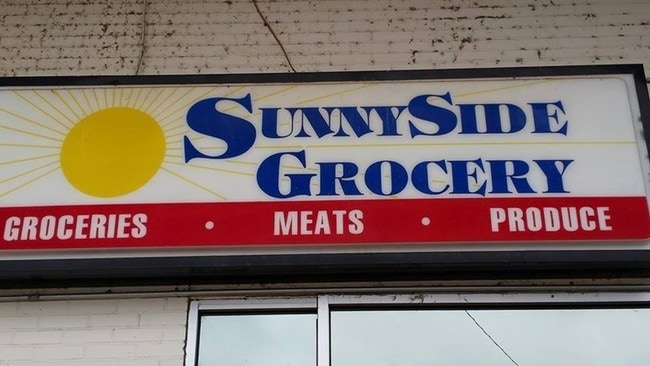 SUNNYSIDE
GROCERY
GROCERIES • MEATS • PRODUCE